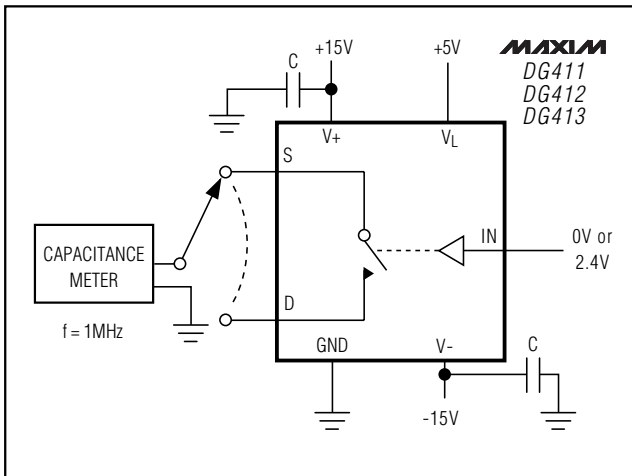 +15V
+5V
MAXIM
DG411
DG412
DG413
C
V+
VL
S
IN
0V or
2.4V
CAPACITANCE
METER
D
f = 1MHz
GND
V-
C
-15V